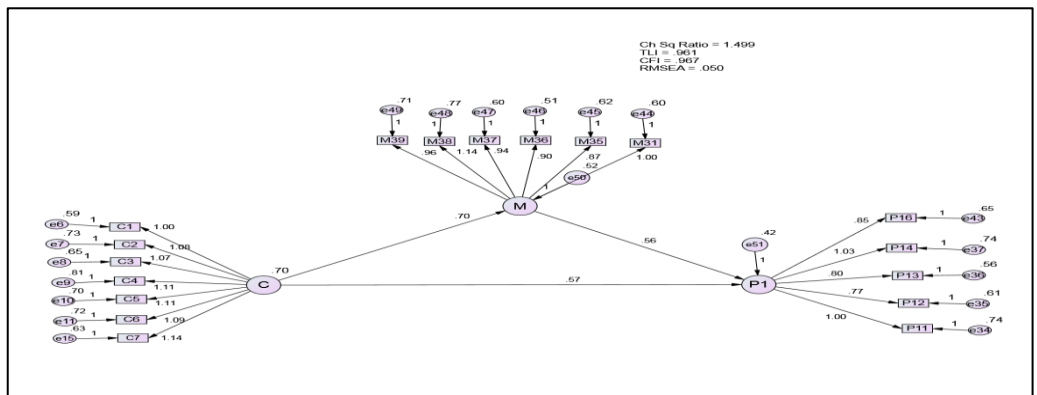 Ch Sq Ratio = 1.499
TLI = .961
CFI = .967
RMSEA = .050
.71 .77 .60 .51 .62 .60
e49 e48 e47 e46 e45 e44
1 1 1 1 1 1
M39 M38 M37 M36 M35 M31
.96 1.14 .94 .90 .87 1.00
.52
e50
1
M
.70
.56
.59
e6 1 C1 1.00
.73
e7 1 C2 1.08
.65
e8 1 C3 1.07
.81
e9 1 C4 1.11
.70
e10 1 C5 1.11
.72
e11 1 C6 1.09
.63
e15 1 C7 1.14
.70
C
.57
.42
e51
1
P1
.85 P16 1 e43 .65
1.03 P14 1 e37 .74
.80 P13 1 e36 .56
.77 P12 1 e35 .61
1.00 P11 1 e34 .74